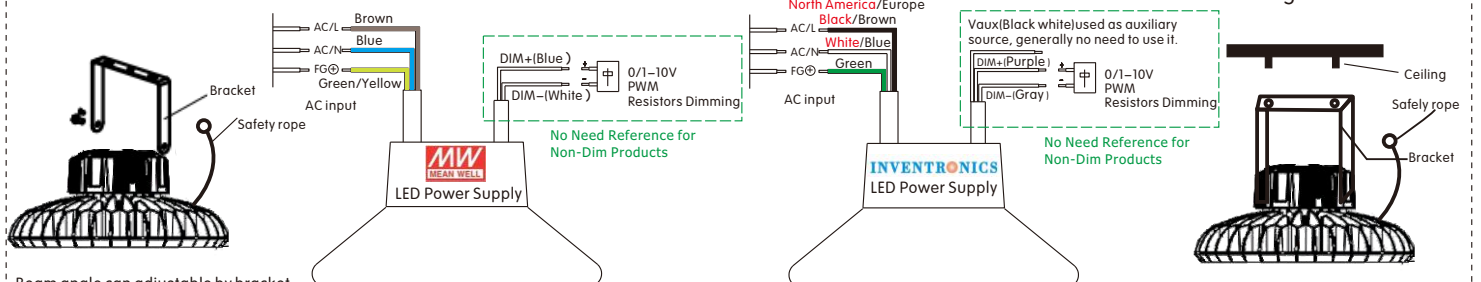 Bracket
Safety rope
Beam angle can adjustable by bracket
Brown
AC/L
Blue
AC/N
FG
Green/Yellow
AC input
DIM+(Blue)
DIM-(White)
+
-
0/1-10V
PWM
Resistors Dimming
No Need Reference for
Non-Dim Products
MW
MEAN WELL
LED Power Supply
North America/Europe
Black/Brown
AC/L
White/Blue
AC/N
Green
FG
AC input
Vaux(Black white)used as auxiliary
source, generally no need to use it.
DIM+(Purple)
DIM-(Gray)
+
-
0/1-10V
PWM
Resistors Dimming
No Need Reference for
Non-Dim Products
INVENTRONICS
LED Power Supply
Ceiling
Safely rope
Bracket